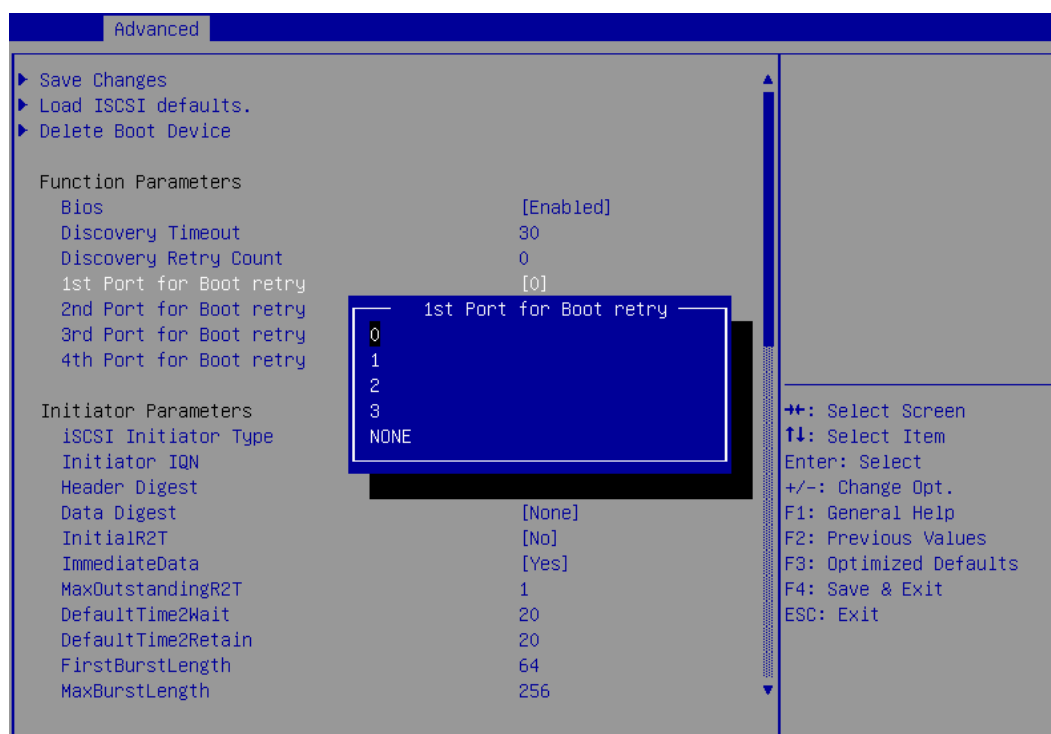 Advanced
Save Changes
Load ISCSI defaults.
Delete Boot Device
Function Parameters
Bios [Enabled]
Discovery Timeout 30
Discovery Retry Count 0
1st Port for Boot retry [0]
2nd Port for Boot retry
3rd Port for Boot retry
4th Port for Boot retry
1st Port for Boot retry
0
1
2
3
NONE
Initiator Parameters
iSCSI Initiator Type
Initiator IQN
Header Digest
Data Digest [None]
InitialR2T [No]
ImmediateData [Yes]
MaxOutstandingR2T 1
DefaultTime2Wait 20
DefaultTime2Retain 20
FirstBurstLength 64
MaxBurstLength 256
→←: Select Screen
↑↓: Select Item
Enter: Select
+/-: Change Opt.
F1: General Help
F2: Previous Values
F3: Optimized Defaults
F4: Save & Exit
ESC: Exit